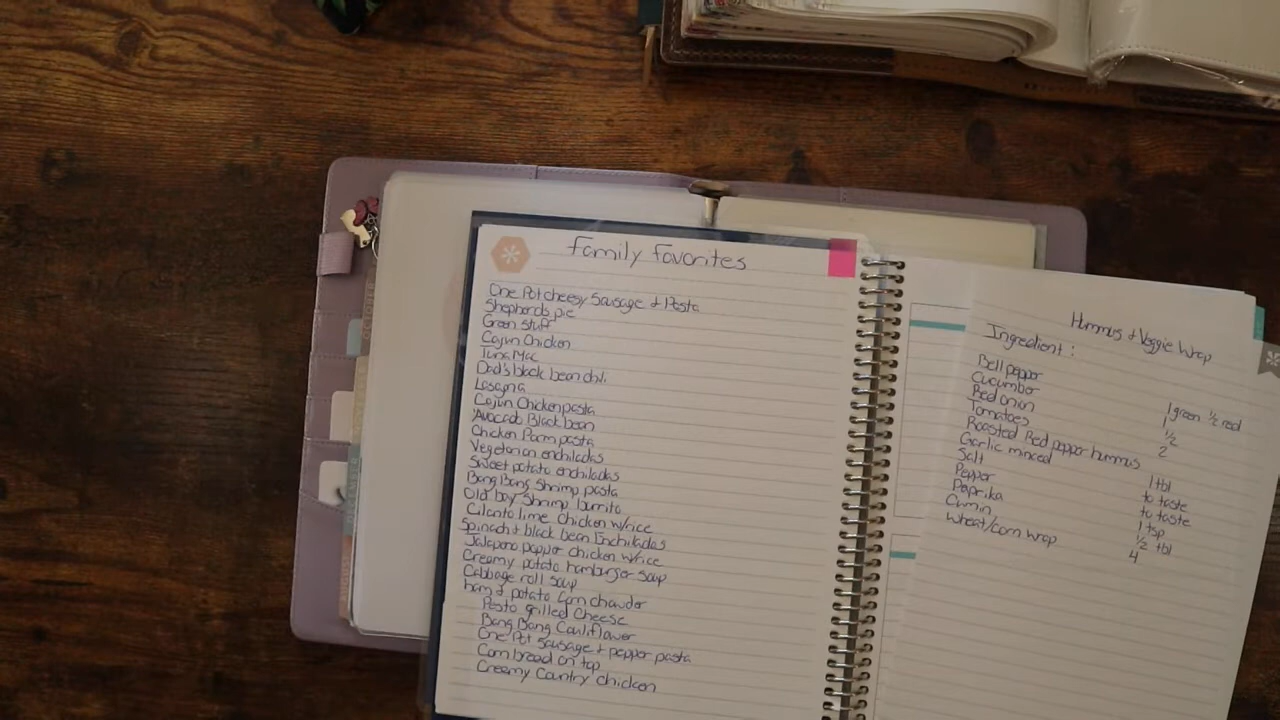 Family Favorites
One Pot cheesy Sausage & Pasta
Shepherds pie
Green Stuff
Cajun Chicken
Tuna Mac
Dad's black bean chili
Lasagna
Cajun Chicken pasta
Avocado Black bean
Chicken Parm pasta
Vegetarian enchiladas
Sweet potato enchiladas
Bang Bang Shrimp pasta
Old bay Shrimp burrito
Cilanto lime chicken w/rice
Spinach & black bean Enchiladas
Jalapeno popper chicken w/rice
Creamy potato hamburger soup
Cabbage roll soup
ham & potato Corn chowder
Pesto grilled Cheese
Bang Bang Cauliflower
One Pot Sausage & pepper pasta
Corn bread on top
Creamy Country chicken
Hummus & Veggie Wrap
Ingredient:
Bell pepper 1 green ½ red
Cucumber 1
Red onion ½
Tomatoes 2
Roasted Red pepper hummus
Garlic minced 1 tbl
Salt to taste
Pepper to taste
Paprika 1 tsp
Cumin ½ tbl
Wheat/corn wrap 4